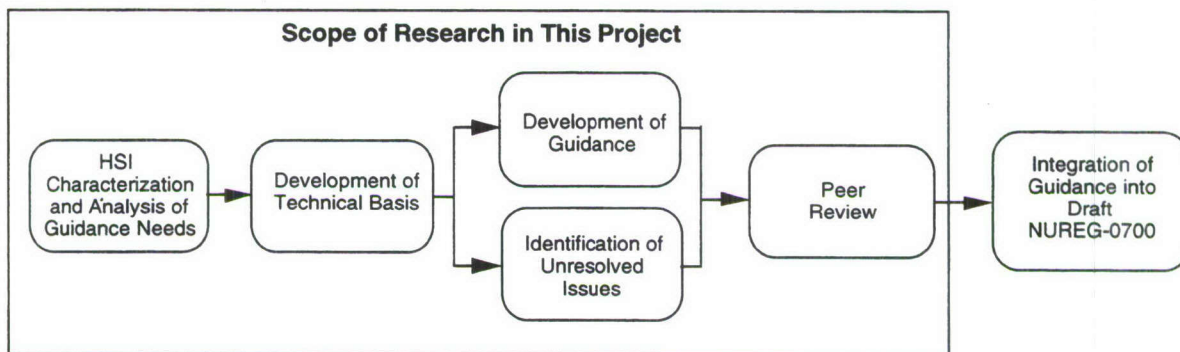 Scope of Research in This Project
HSI
Characterization
and Analysis of
Guidance Needs
Development of
Technical Basis
Development of
Guidance
Identification of
Unresolved
Issues
Peer
Review
Integration of
Guidance into
Draft
NUREG-0700